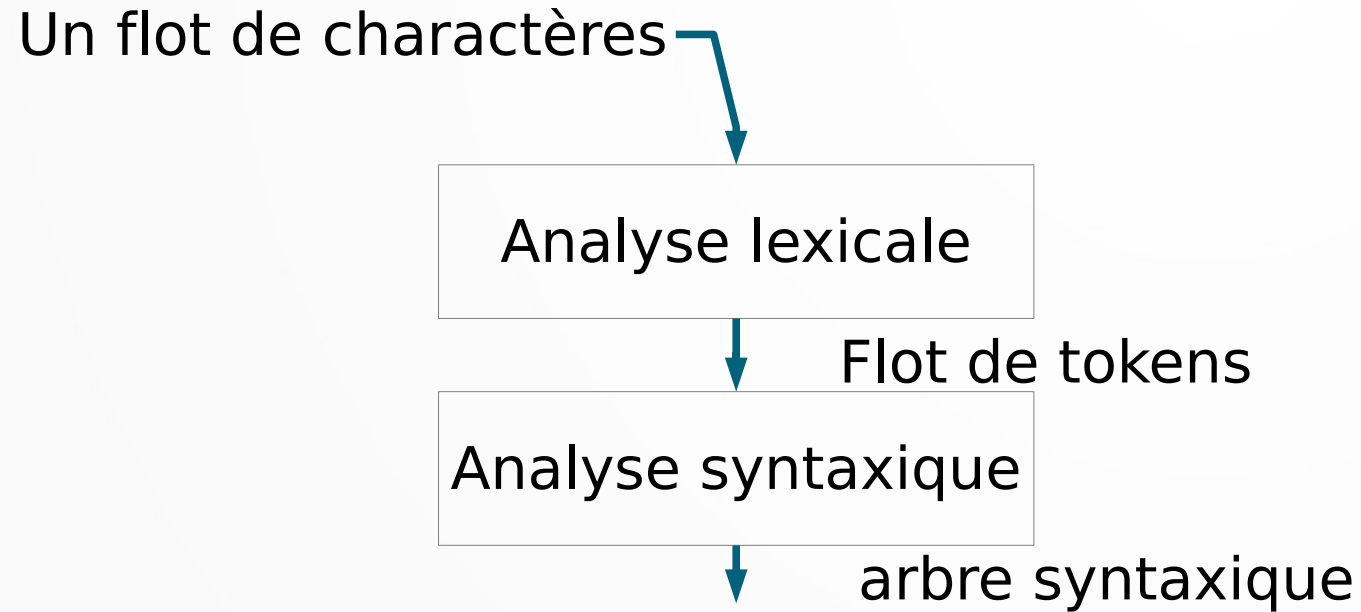 Un flot de charactères
Analyse lexicale
Flot de tokens
Analyse syntaxique
arbre syntaxique